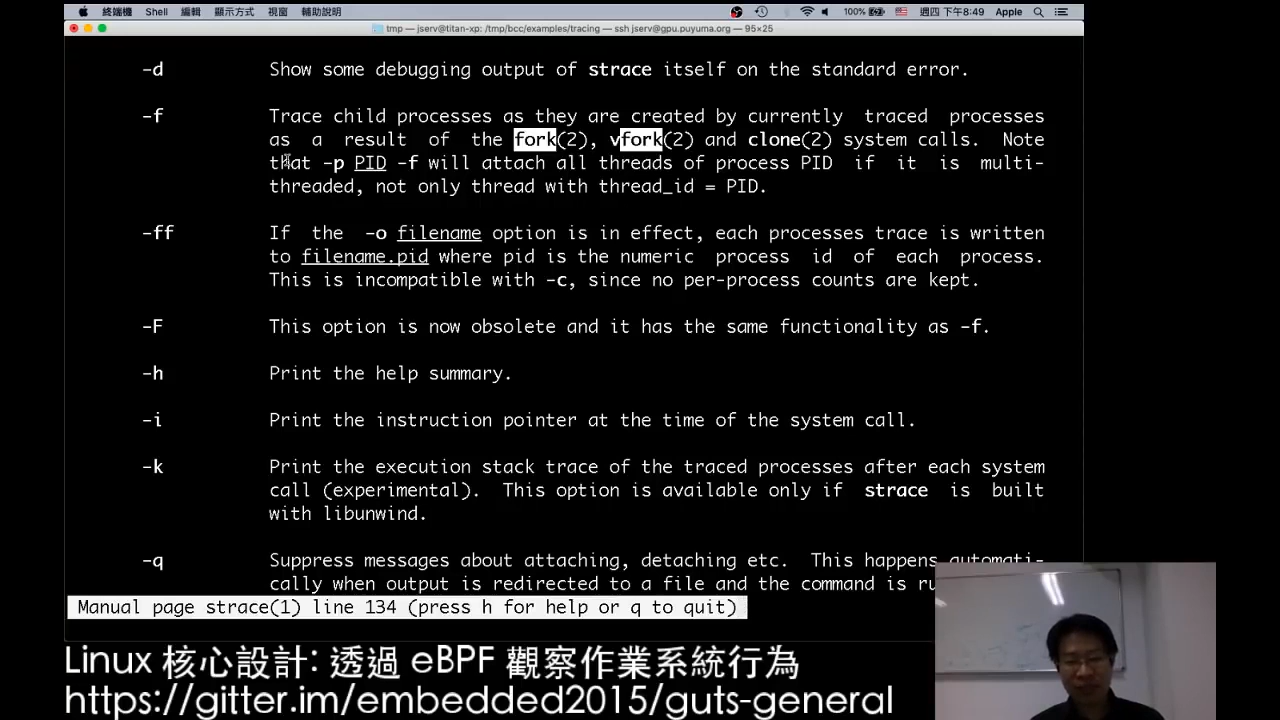 終端機 Shell 編輯 顯示方式 視窗 輔助說明 100% 週四 下午8:49 Apple
tmp — jserv@titan-xp: /tmp/bcc/examples/tracing — ssh jserv@gpu.puyuma.org — 95×25
-d Show some debugging output of strace itself on the standard error.
-f Trace child processes as they are created by currently traced processes
as a result of the fork(2), vfork(2) and clone(2) system calls. Note
that -p PID -f will attach all threads of process PID if it is multi-
threaded, not only thread with thread_id = PID.
-ff If the -o filename option is in effect, each processes trace is written
to filename.pid where pid is the numeric process id of each process.
This is incompatible with -c, since no per-process counts are kept.
-F This option is now obsolete and it has the same functionality as -f.
-h Print the help summary.
-i Print the instruction pointer at the time of the system call.
-k Print the execution stack trace of the traced processes after each system
call (experimental). This option is available only if strace is built
with libunwind.
-q Suppress messages about attaching, detaching etc. This happens automati-
cally when output is redirected to a file and the command is
Manual page strace(1) line 134 (press h for help or q to quit)
Linux 核心設計: 透過 eBPF 觀察作業系統行為
https://gitter.im/embedded2015/guts-general